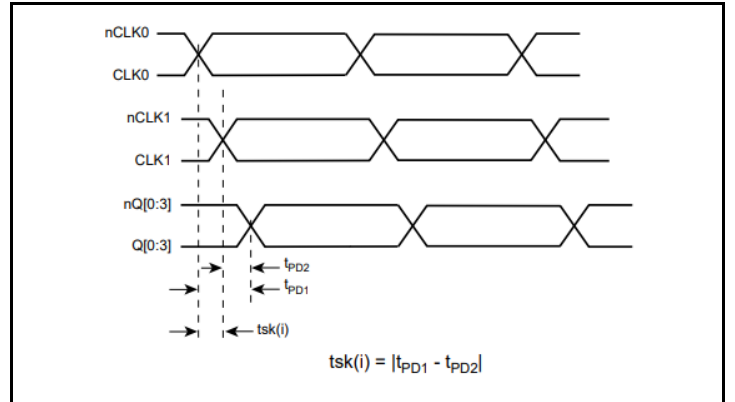 nCLK0
CLK0
nCLK1
CLK1
nQ[0:3]
Q[0:3]
tPD2
tPD1
tsk(i)
tsk(i) = |tPD1 - tPD2|